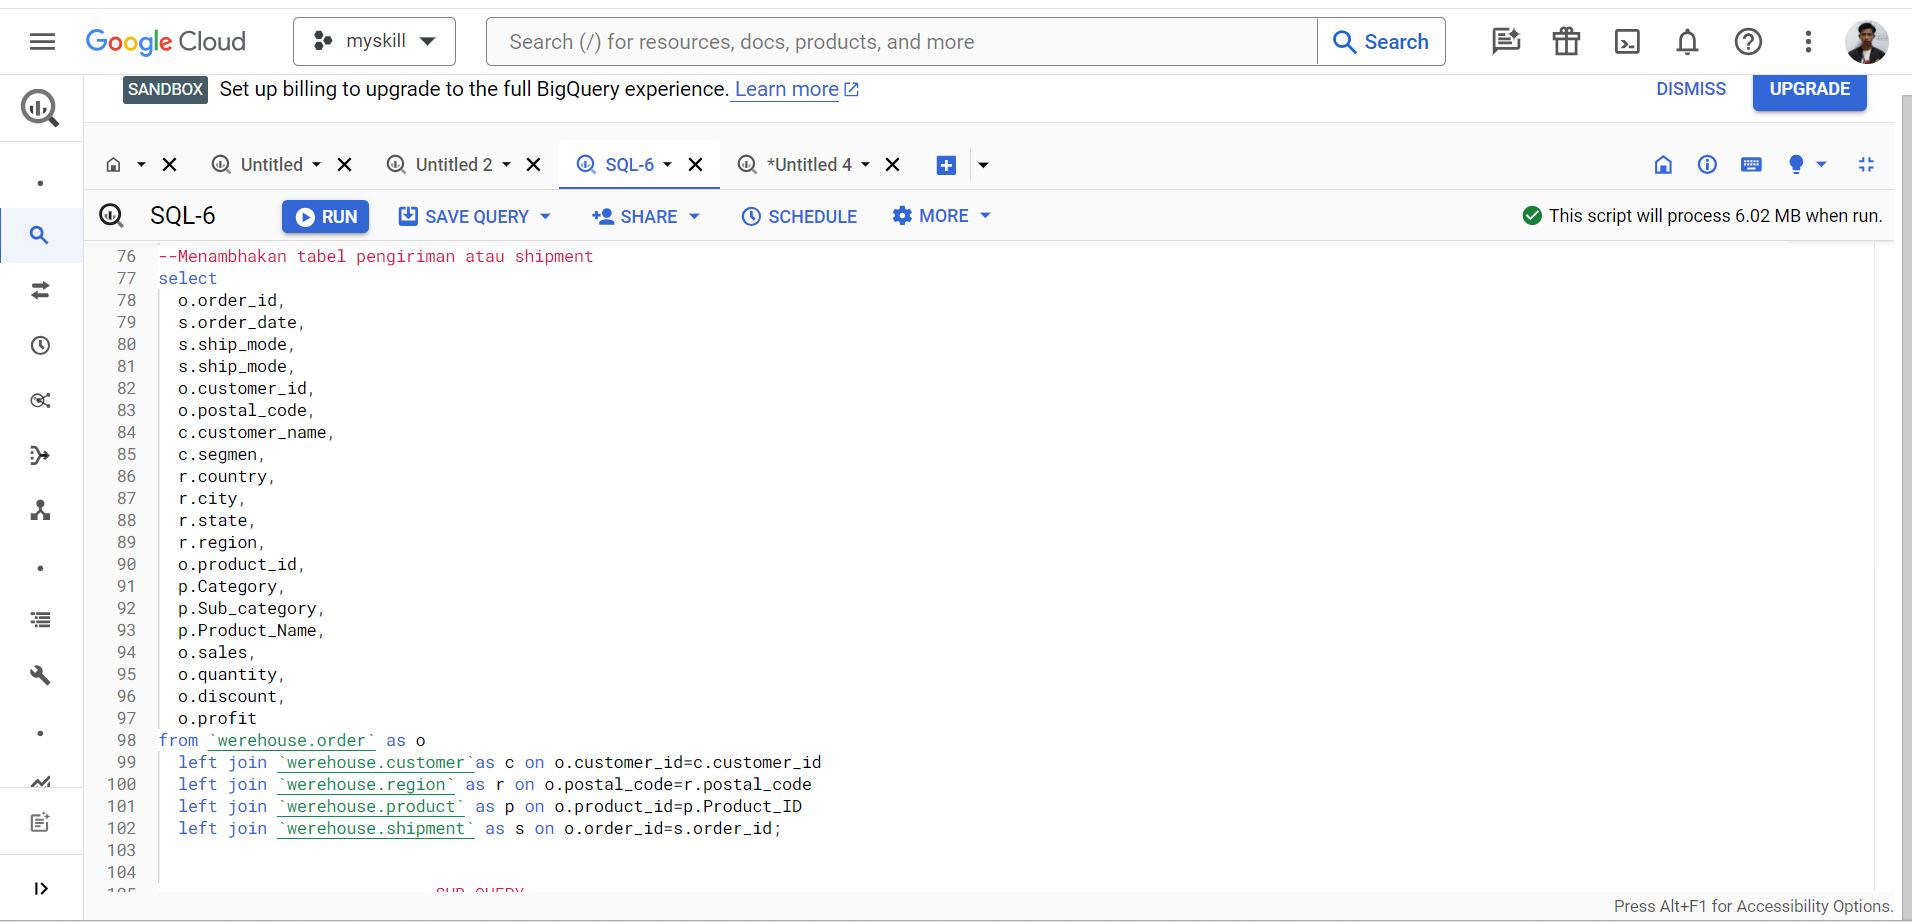 Google Cloud
myskill
Search (/) for resources, docs, products, and more
Search
SANDBOX
Set up billing to upgrade to the full BigQuery experience. Learn more
DISMISS
UPGRADE
Untitled
Untitled 2
SQL-6
*Untitled 4
SQL-6
RUN
SAVE QUERY
SHARE
SCHEDULE
MORE
This script will process 6.02 MB when run.
76 --Menambhakan tabel pengiriman atau shipment
77 select
78 o.order_id,
79 s.order_date,
80 s.ship_mode,
81 s.ship_mode,
82 o.customer_id,
83 o.postal_code,
84 c.customer_name,
85 c.segmen,
86 r.country,
87 r.city,
88 r.state,
89 r.region,
90 o.product_id,
91 p.Category,
92 p.Sub_category,
93 p.Product_Name,
94 o.sales,
95 o.quantity,
96 o.discount,
97 o.profit
98 from `werehouse.order` as o
99 left join `werehouse.customer`as c on o.customer_id=c.customer_id
100 left join `werehouse.region` as r on o.postal_code=r.postal_code
101 left join `werehouse.product` as p on o.product_id=p.Product_ID
102 left join `werehouse.shipment` as s on o.order_id=s.order_id;
103
104
105 SUB QUERY
Press Alt+F1 for Accessibility Options.